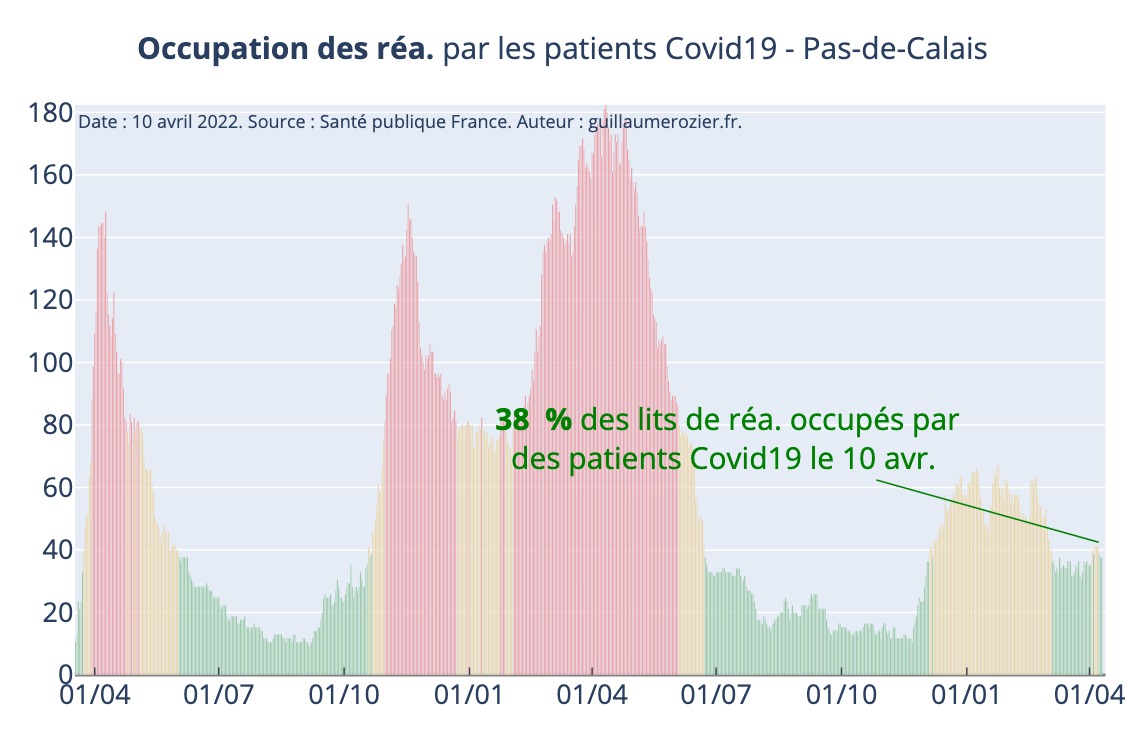 Occupation des réa. par les patients Covid19 - Pas-de-Calais
180
Date : 10 avril 2022. Source : Santé publique France. Auteur : guillaumerozier.fr.
160
140
120
100
80
38 % des lits de réa. occupés par
des patients Covid19 le 10 avr.
60
40
20
0
01/04 01/07 01/10 01/01 01/04 01/07 01/10 01/01 01/04